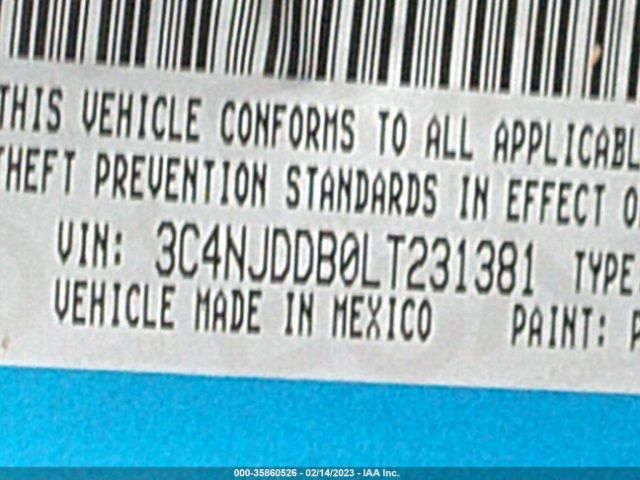 THIS VEHICLE CONFORMS TO ALL APPLICABL
THEFT PREVENTION STANDARDS IN EFFECT O
VIN: 3C4NJDDB0LT231381 TYPE
VEHICLE MADE IN MEXICO PAINT: P
000-35860526 - 02/14/2023 - IAA Inc.